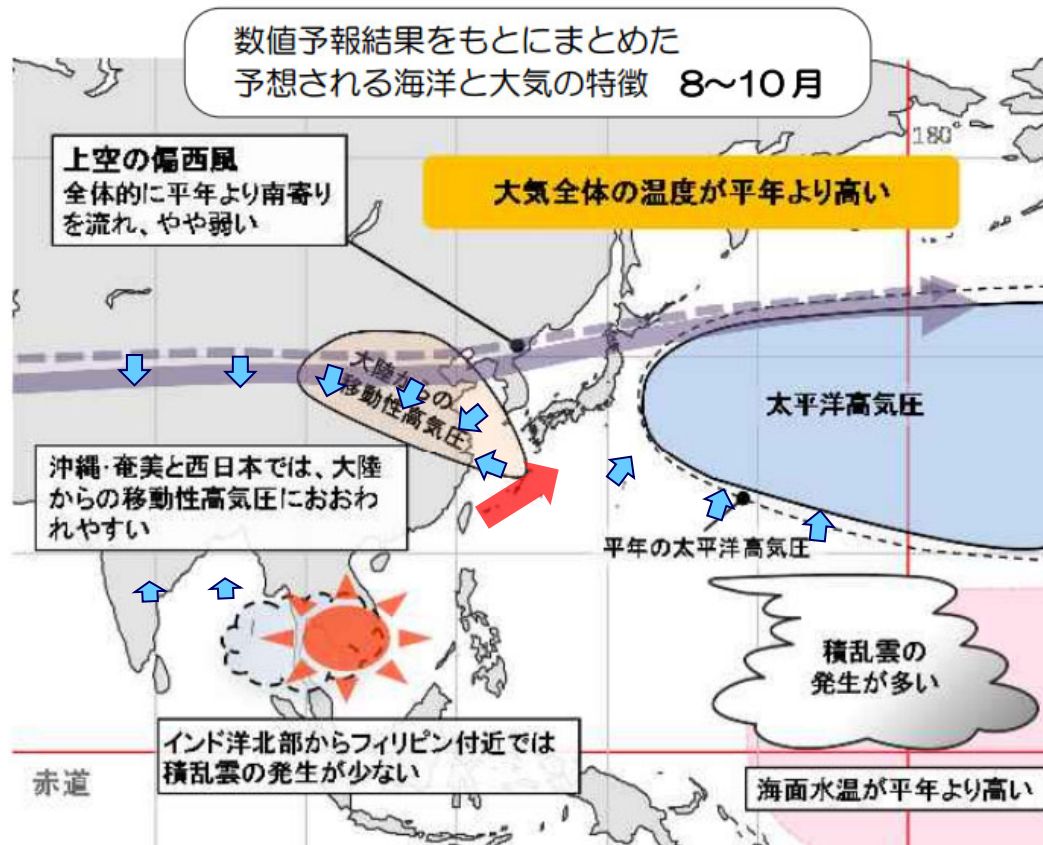 数値予報結果をもとにまとめた
予想される海洋と大気の特徴　8～10月
180°
上空の偏西風
全体的に平年より南寄り
を流れ、やや弱い
大気全体の温度が平年より高い
大陸からの
移動性高気圧
太平洋高気圧
沖縄・奄美と西日本では、大陸
からの移動性高気圧におおわ
れやすい
平年の太平洋高気圧
積乱雲の
発生が多い
インド洋北部からフィリピン付近では
積乱雲の発生が少ない
赤道
海面水温が平年より高い